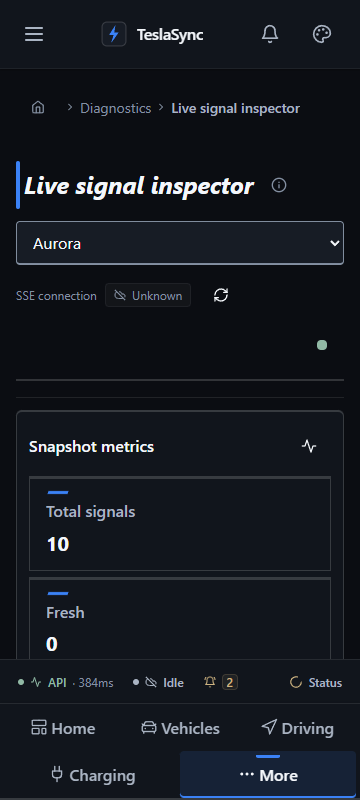 TeslaSync
Diagnostics
Live signal inspector
Live signal inspector
Aurora
SSE connection
Unknown
Snapshot metrics
Total signals
10
Fresh
0
API · 384ms
Idle
2
Status
Home
Vehicles
Driving
Charging
More